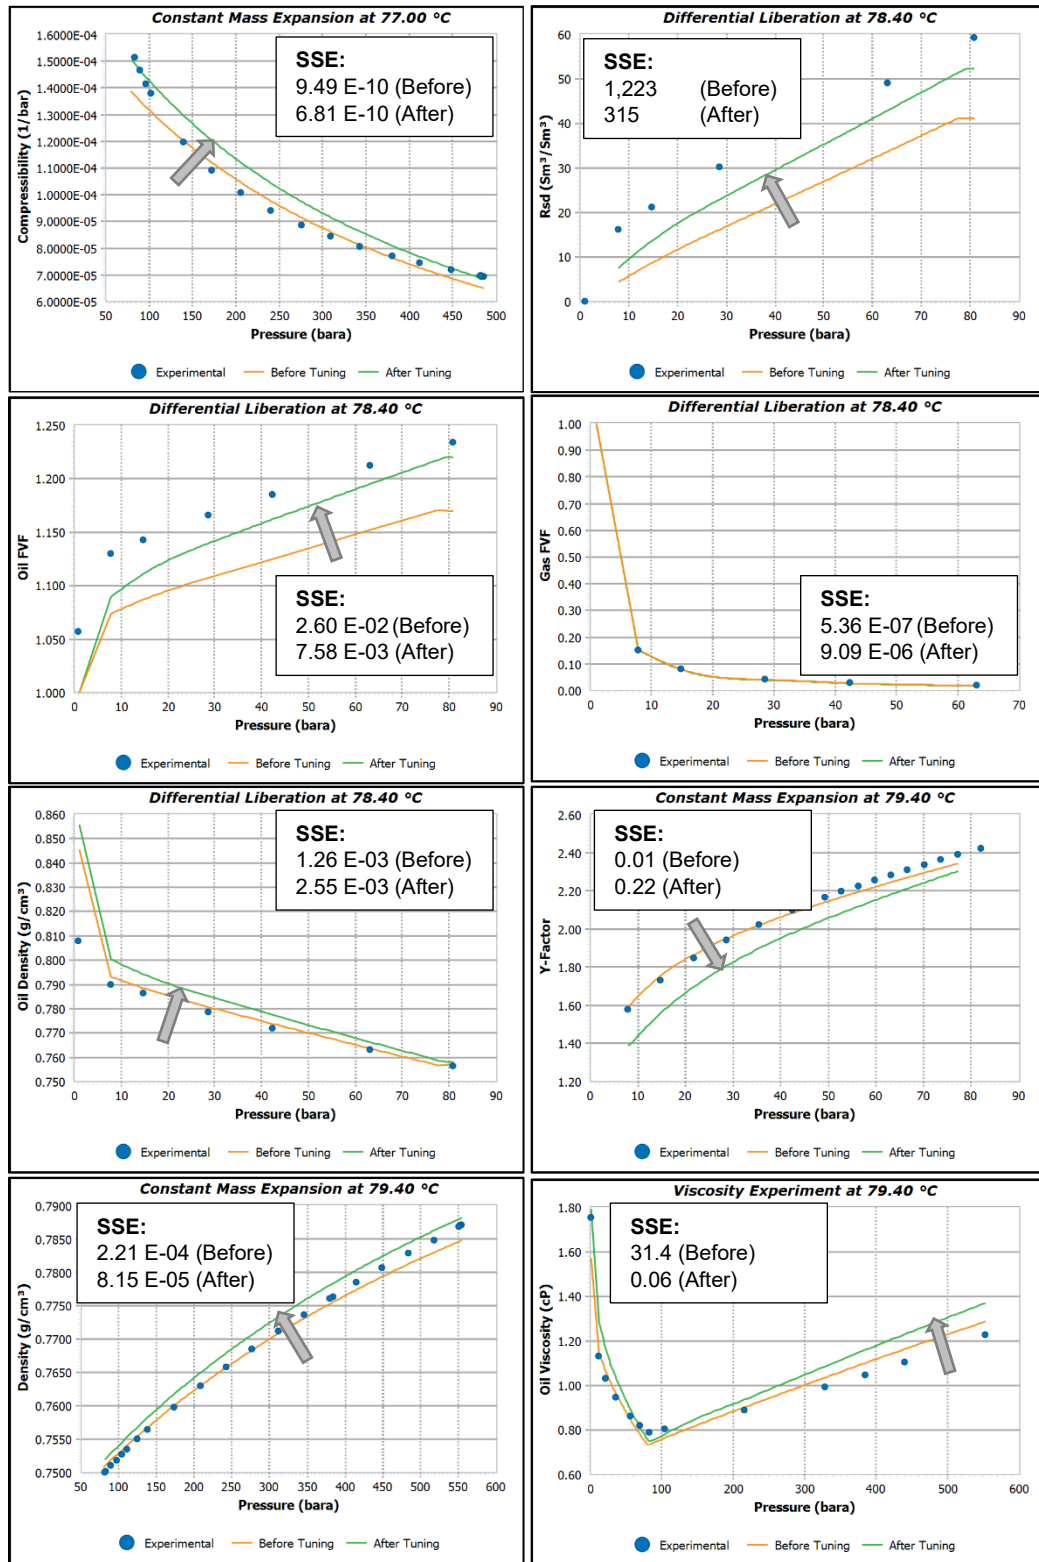 Constant Mass Expansion at 77.00 °C
Compressibility (1/bar)
1.6000E-04
1.5000E-04
1.4000E-04
1.3000E-04
1.2000E-04
1.1000E-04
1.0000E-04
9.0000E-05
8.0000E-05
7.0000E-05
6.0000E-05
SSE:
9.49 E-10 (Before)
6.81 E-10 (After)
50 100 150 200 250 300 350 400 450 500
Pressure (bara)
Experimental Before Tuning After Tuning
Differential Liberation at 78.40 °C
Rsd (Sm³/Sm³)
60
50
40
30
20
10
0
SSE:
1,223 (Before)
315 (After)
0 10 20 30 40 50 60 70 80 90
Pressure (bara)
Experimental Before Tuning After Tuning
Differential Liberation at 78.40 °C
Oil FVF
1.250
1.200
1.150
1.100
1.050
1.000
SSE:
2.60 E-02 (Before)
7.58 E-03 (After)
0 10 20 30 40 50 60 70 80 90
Pressure (bara)
Experimental Before Tuning After Tuning
Differential Liberation at 78.40 °C
Gas FVF
1.00
0.90
0.80
0.70
0.60
0.50
0.40
0.30
0.20
0.10
0.00
SSE:
5.36 E-07 (Before)
9.09 E-06 (After)
0 10 20 30 40 50 60 70
Pressure (bara)
Experimental Before Tuning After Tuning
Differential Liberation at 78.40 °C
Oil Density (g/cm³)
0.860
0.850
0.840
0.830
0.820
0.810
0.800
0.790
0.780
0.770
0.760
0.750
SSE:
1.26 E-03 (Before)
2.55 E-03 (After)
0 10 20 30 40 50 60 70 80 90
Pressure (bara)
Experimental Before Tuning After Tuning
Constant Mass Expansion at 79.40 °C
Y-Factor
2.60
2.40
2.20
2.00
1.80
1.60
1.40
1.20
SSE:
0.01 (Before)
0.22 (After)
0 10 20 30 40 50 60 70 80 90
Pressure (bara)
Experimental Before Tuning After Tuning
Constant Mass Expansion at 79.40 °C
Density (g/cm³)
0.7900
0.7850
0.7800
0.7750
0.7700
0.7650
0.7600
0.7550
0.7500
SSE:
2.21 E-04 (Before)
8.15 E-05 (After)
50 100 150 200 250 300 350 400 450 500 550 600
Pressure (bara)
Experimental Before Tuning After Tuning
Viscosity Experiment at 79.40 °C
Oil Viscosity (cP)
1.80
1.60
1.40
1.20
1.00
0.80
0.60
SSE:
31.4 (Before)
0.06 (After)
0 100 200 300 400 500 600
Pressure (bara)
Experimental Before Tuning After Tuning